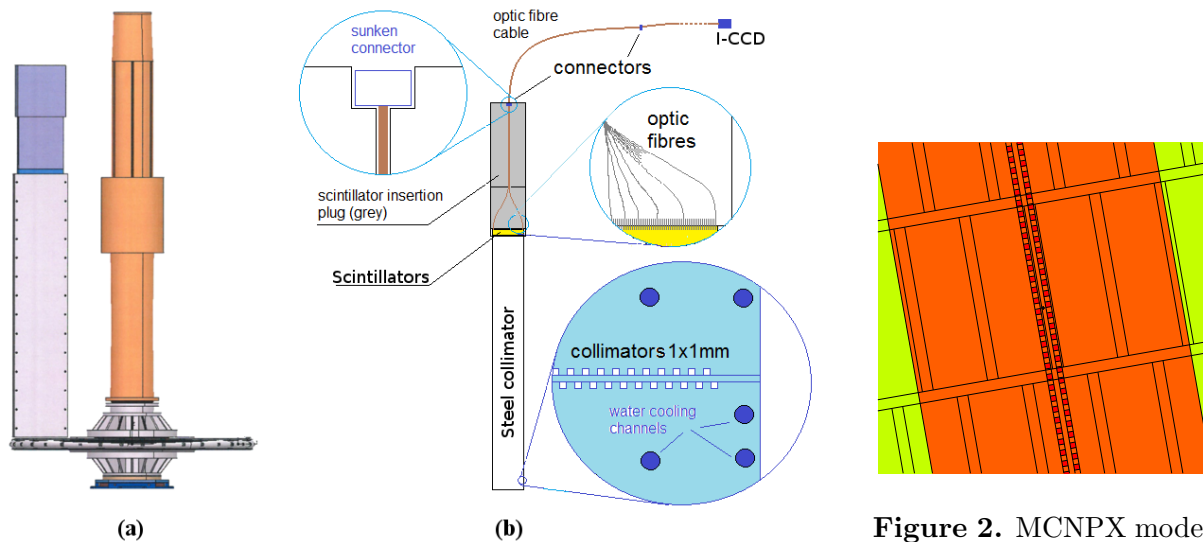 (b)
optic fibre
cable
I-CCD
sunken
connector
connectors
optic
fibres
scintillator insertion
plug (grey)
Scintillators
Steel collimator
collimators 1x1mm
water cooling
channels
(a)
(b)
Figure 2. MCNPX mode